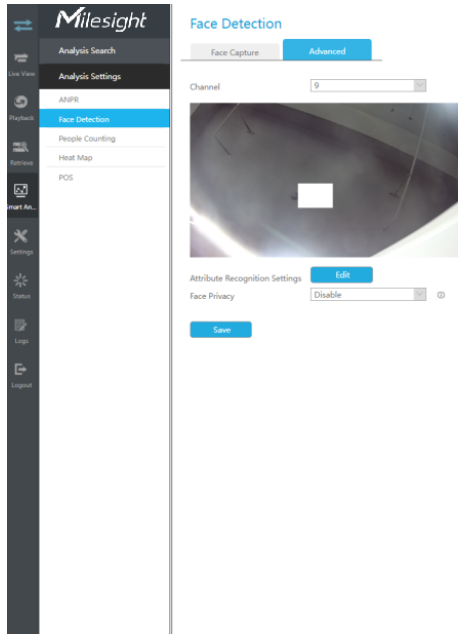 Milesight
Live View
Playback
Retrieve
Smart An...
Settings
Status
Logs
Logout
Analysis Search
Analysis Settings
ANPR
Face Detection
People Counting
Heat Map
POS
Face Detection
Face Capture
Advanced
Channel
9
Attribute Recognition Settings
Edit
Face Privacy
Disable
Save